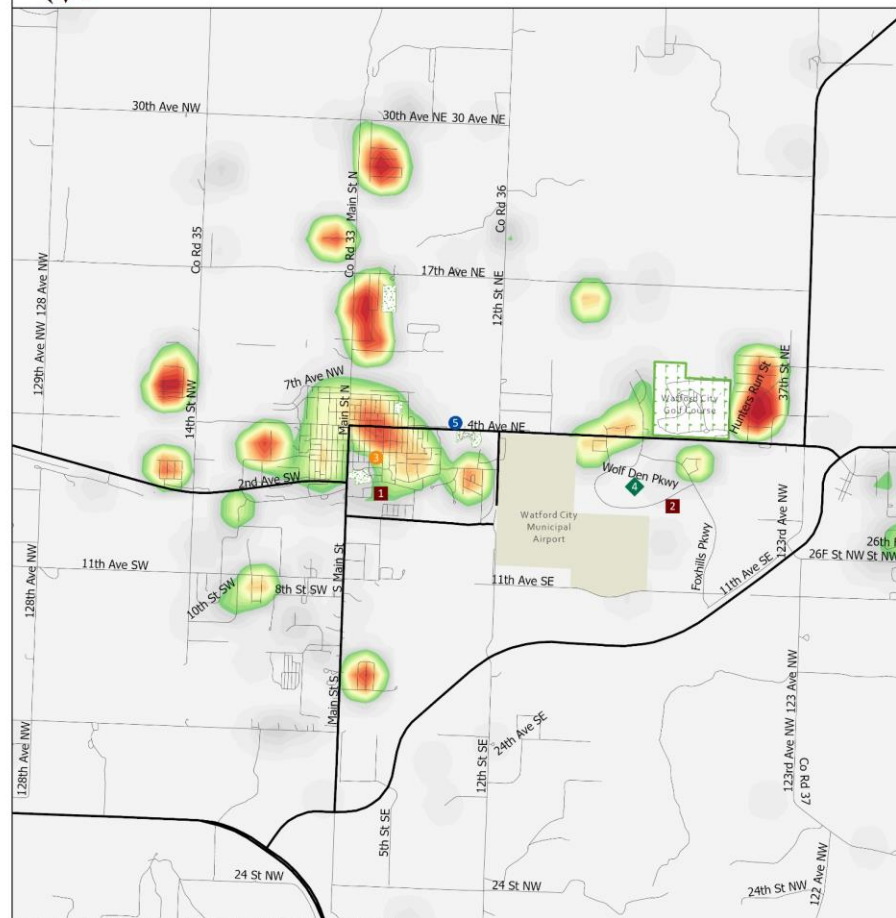 30th Ave NW
30th Ave NE 30 Ave NE
Main St N
Co Rd 36
Co Rd 35
Co Rd 33
17th Ave NE
129th Ave NW 128 Ave NW
12th St NE
7th Ave NW
Hunters Run St
37th St NE
14th St NW
Main St N
Watford City
Golf Course
5
4th Ave NE
3
2nd Ave SW
Wolf Den Pkwy
1
4
2
Watford City
Municipal
Airport
123rd Ave NW
26th
26F St NW St NW
11th Ave SW
128th Ave NW
S Main St
10th St SW
8th St SW
11th Ave SE
Foxhills Pkwy
11th Ave SE
Main St S
123rd Ave NW 123 Ave NW
128th Ave NW
24th Ave SE
12th St SE
Co Rd 37
5th St SE
24 St NW
24 St NW
24th St NW
122 Ave NW